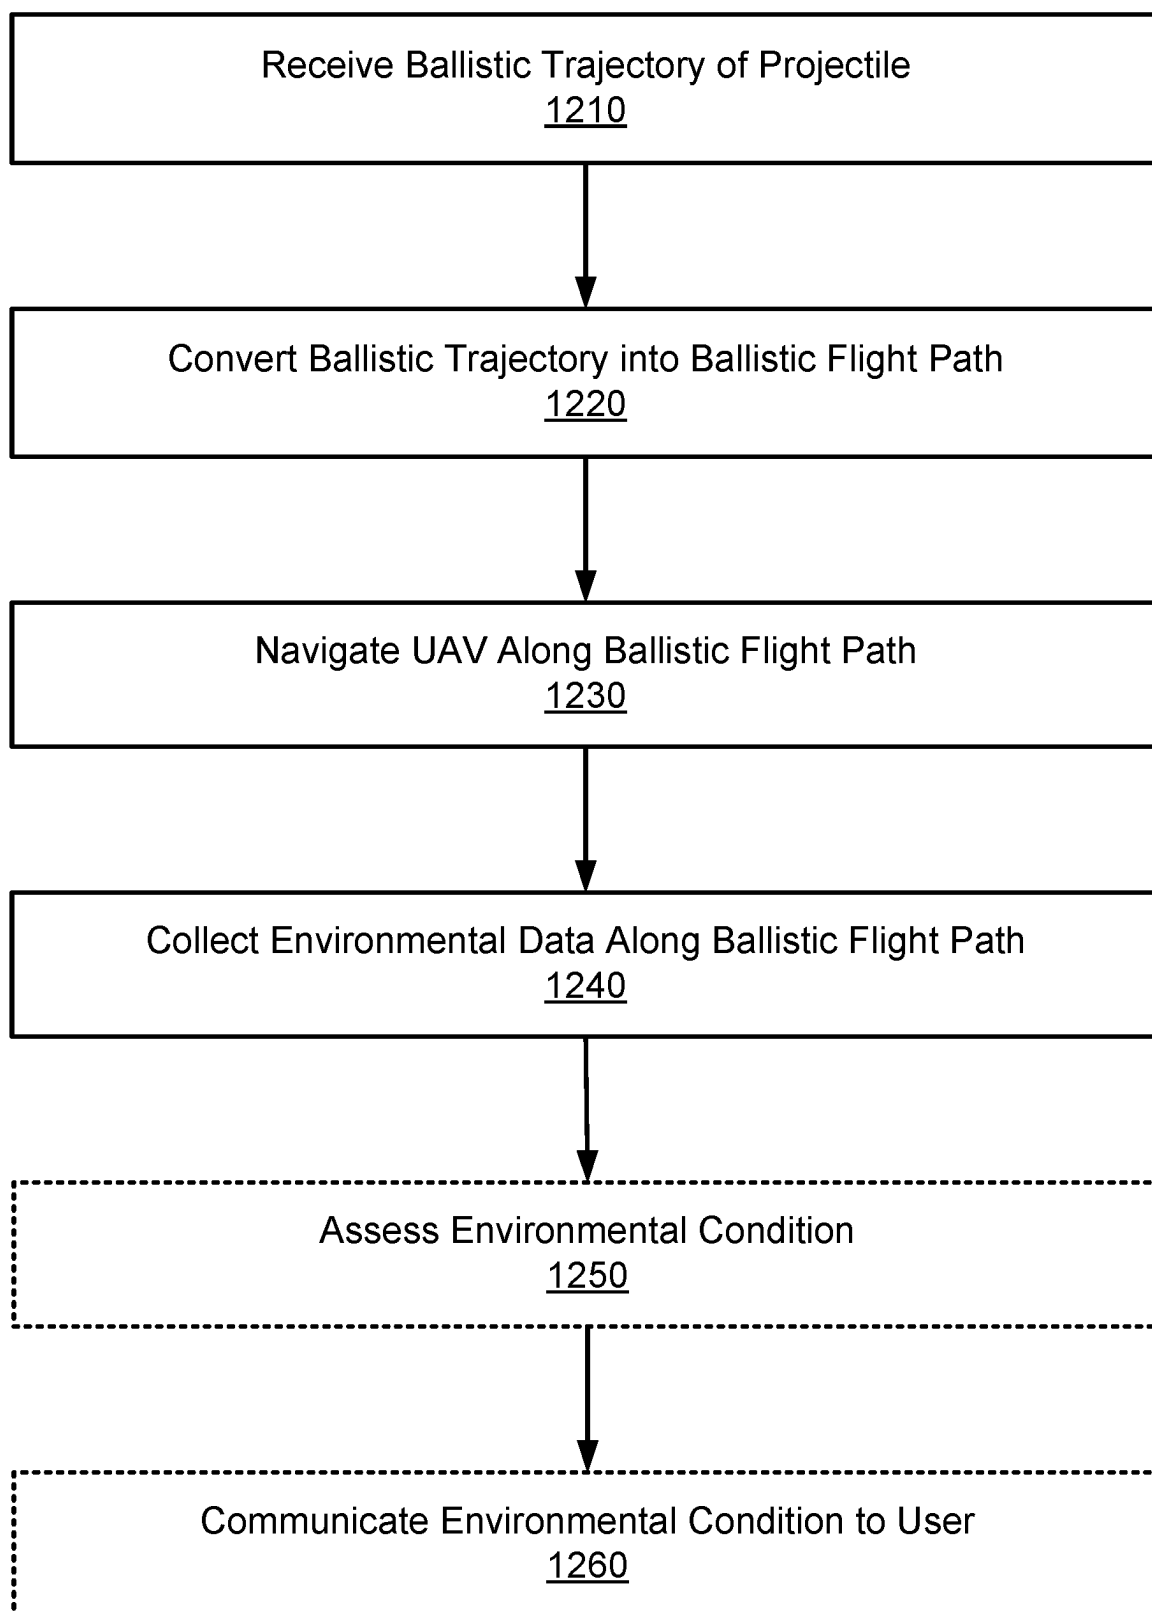 Receive Ballistic Trajectory of Projectile
1210
Convert Ballistic Trajectory into Ballistic Flight Path
1220
Navigate UAV Along Ballistic Flight Path
1230
Collect Environmental Data Along Ballistic Flight Path
1240
Assess Environmental Condition
1250
Communicate Environmental Condition to User
1260